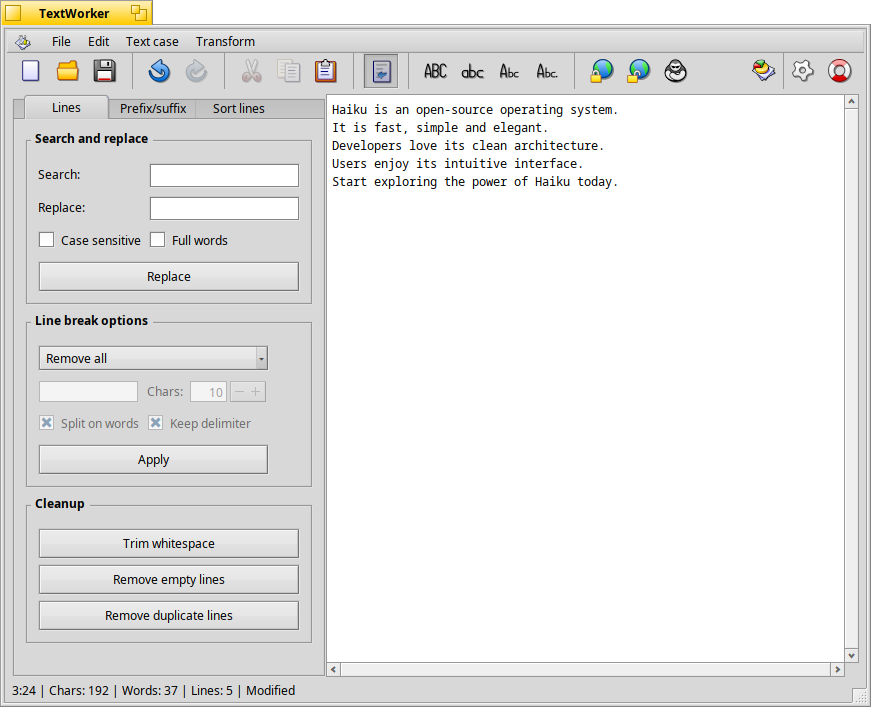 TextWorker
File Edit Text case Transform
ABC abc Abc Abc.
Lines Prefix/suffix Sort lines
Search and replace
Search:
Replace:
Case sensitive Full words
Replace
Line break options
Remove all
Chars: 10
Split on words Keep delimiter
Apply
Cleanup
Trim whitespace
Remove empty lines
Remove duplicate lines
Haiku is an open-source operating system.
It is fast, simple and elegant.
Developers love its clean architecture.
Users enjoy its intuitive interface.
Start exploring the power of Haiku today.
3:24 | Chars: 192 | Words: 37 | Lines: 5 | Modified